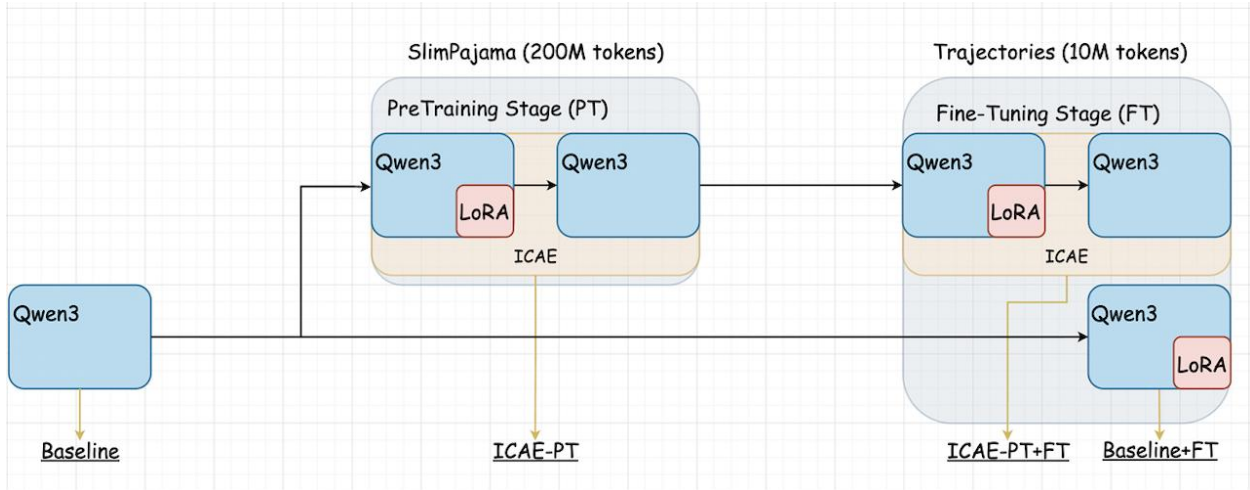 SlimPajama (200M tokens)
Trajectories (10M tokens)
PreTraining Stage (PT)
Fine-Tuning Stage (FT)
Qwen3
Qwen3
Qwen3
Qwen3
LoRA
LoRA
ICAE
ICAE
Qwen3
Qwen3
LoRA
Baseline
ICAE-PT
ICAE-PT+FT
Baseline+FT